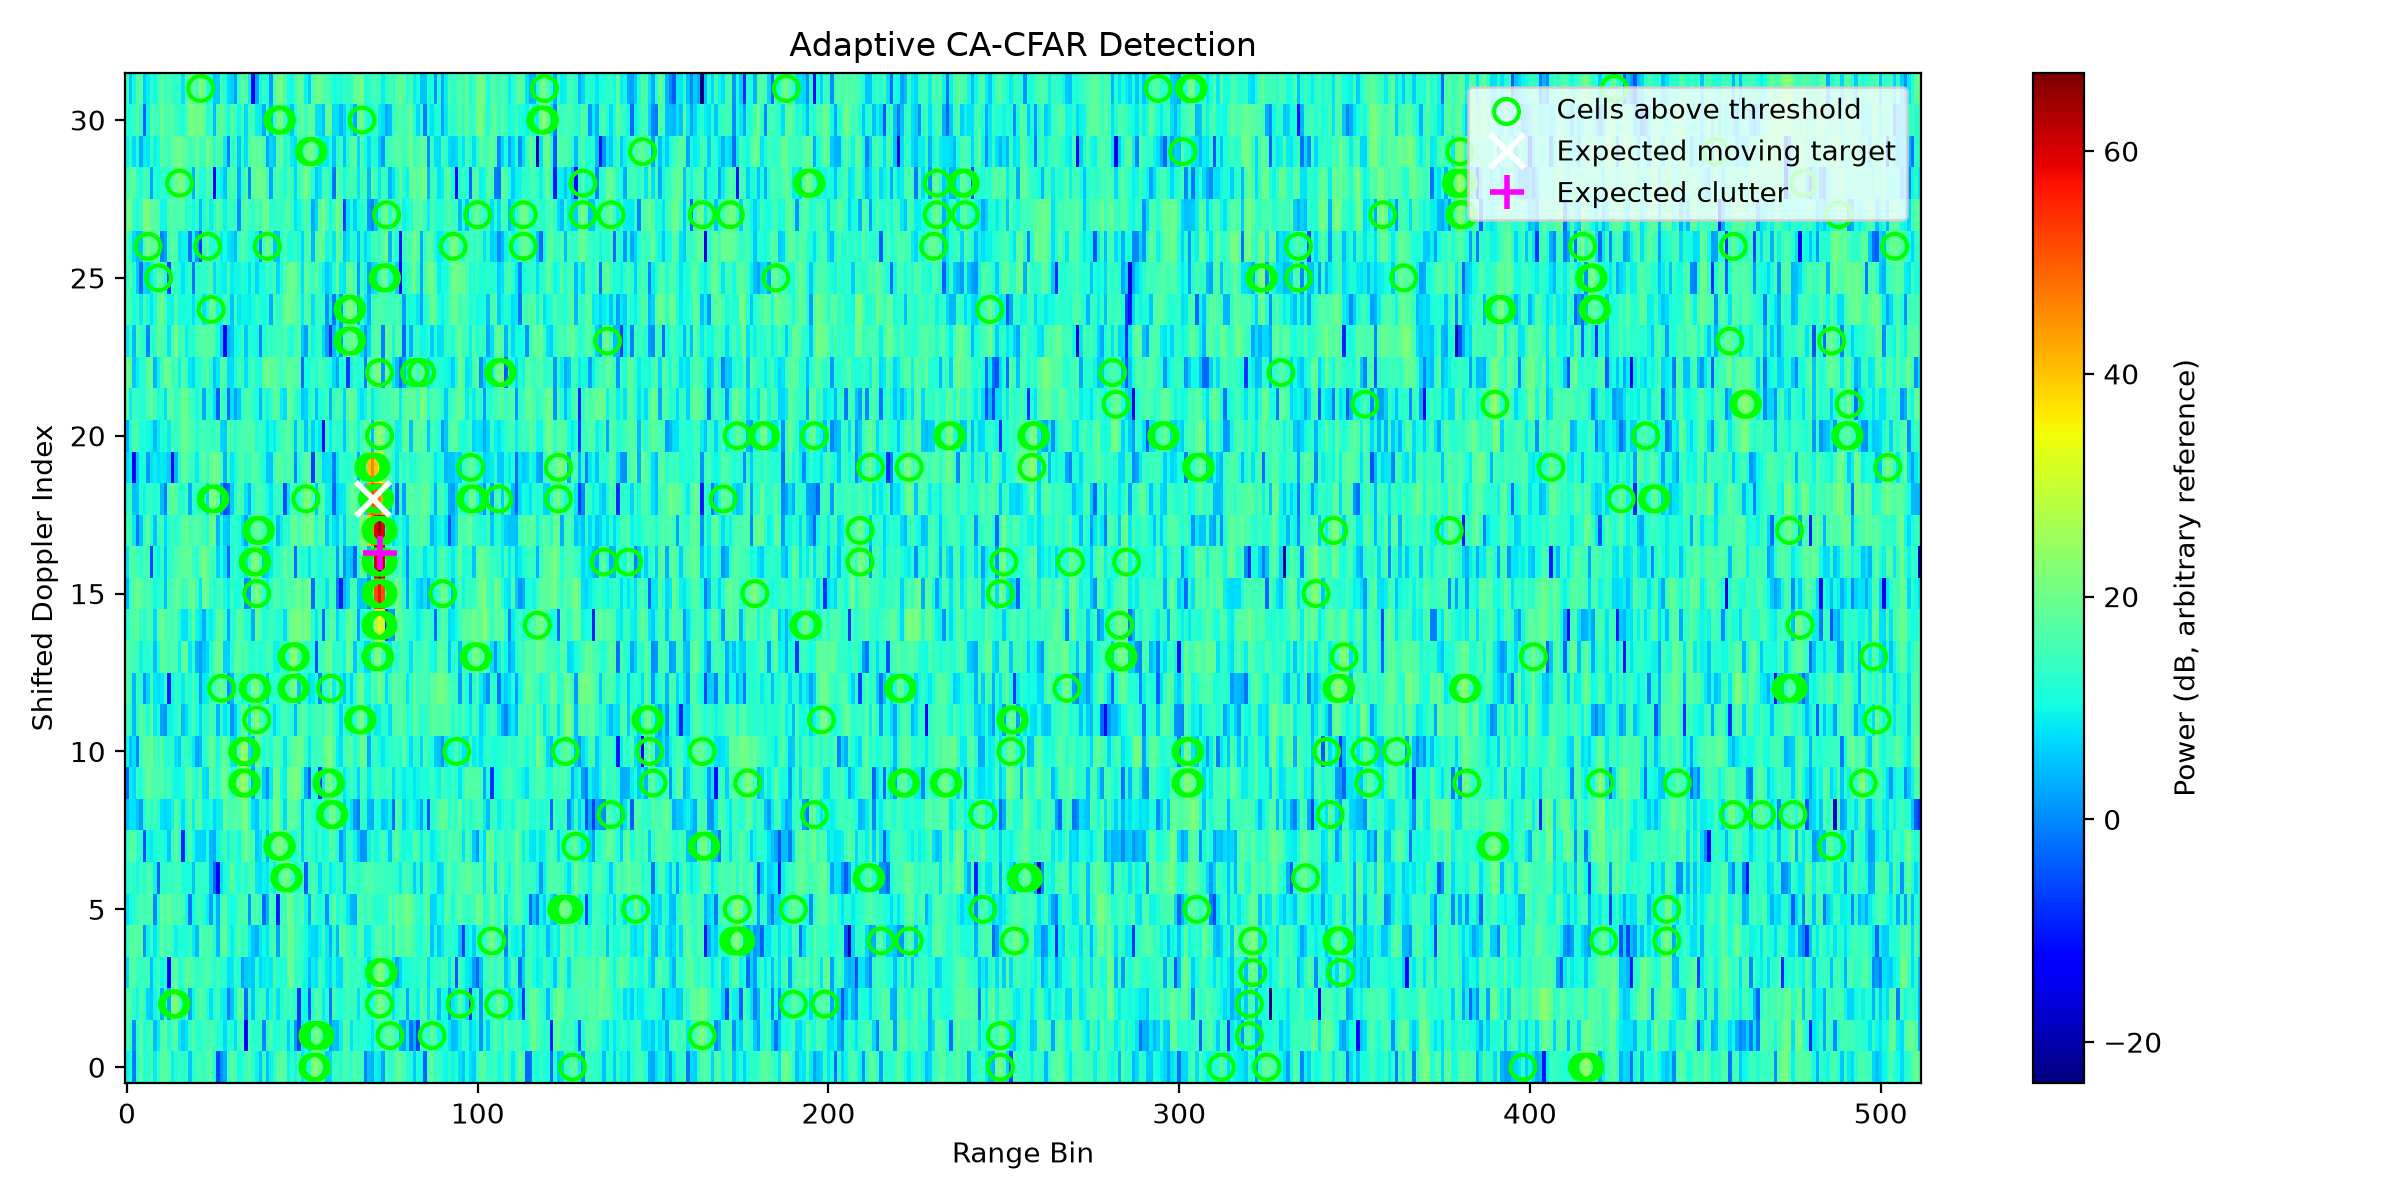 Adaptive CA-CFAR Detection
Cells above threshold
Expected moving target
Expected clutter
30
25
20
15
10
5
0
Shifted Doppler Index
0 100 200 300 400 500
Range Bin
60
40
20
0
−20
Power (dB, arbitrary reference)